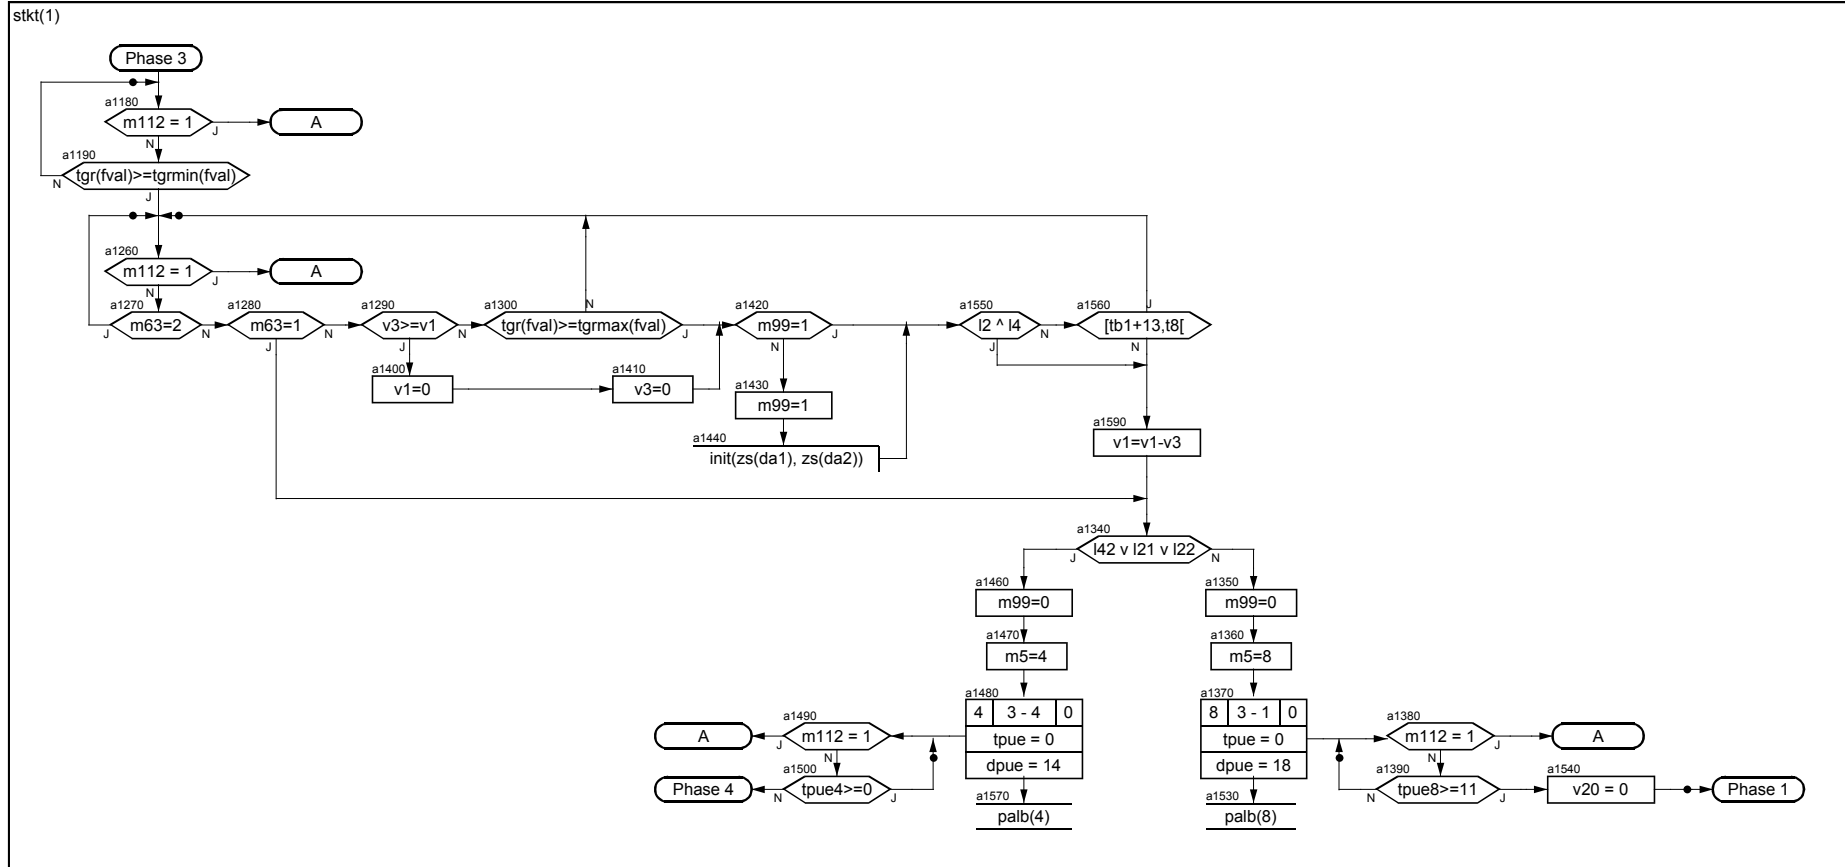 stkt(1)
Phase 3
a1180
m112 = 1
J
A
N
a1190
tgr(fval)>=tgrmin(fval)
N
J
a1260
m112 = 1
J
A
N
a1270
m63=2
J
N
a1280
m63=1
J
N
a1290
v3>=v1
J
N
a1300
N
tgr(fval)>=tgrmax(fval)
J
a1420
m99=1
N
J
a1550
l2 ^ l4
J
N
a1560
J
[tb1+13,t8[
N
a1400
v1=0
a1410
v3=0
a1430
m99=1
a1440
init(zs(da1), zs(da2))
a1590
v1=v1-v3
a1340
l42 v l21 v l22
J
N
a1460
m99=0
a1350
m99=0
a1470
m5=4
a1360
m5=8
a1480
4 3 - 4 0
tpue = 0
dpue = 14
a1370
8 3 - 1 0
tpue = 0
dpue = 18
a1490
m112 = 1
J
A
N
a1500
tpue4>=0
N
J
Phase 4
a1380
m112 = 1
J
A
N
a1390
tpue8>=11
N
J
a1540
v20 = 0
Phase 1
a1570
palb(4)
a1530
palb(8)